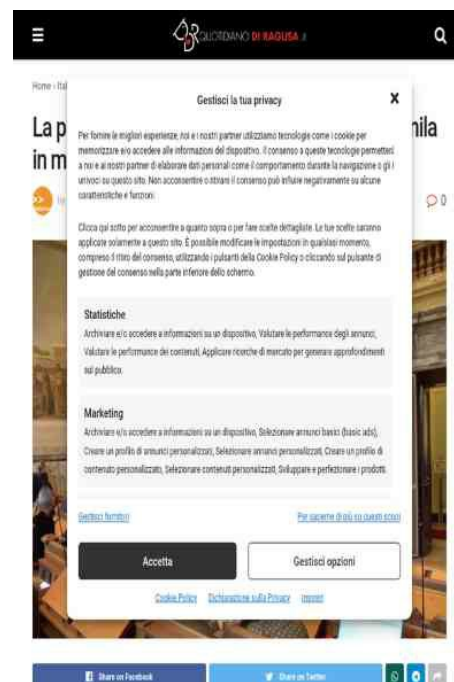 QUOTIDIANO DI RAGUSA .it
Home
La p
nila
in m
0
Gestisci la tua privacy
Per fornire le migliori esperienze, noi e i nostri partner utilizziamo tecnologie come i cookie per
memorizzare e/o accedere alle informazioni del dispositivo. Il consenso a queste tecnologie permetterà
a noi e ai nostri partner di elaborare dati personali come il comportamento durante la navigazione o gli I
univoci su questo sito. Non acconsentire o ritirare il consenso può influire negativamente su alcune
caratteristiche e funzioni.
Clicca qui sotto per acconsentire a quanto sopra o per fare scelte dettagliate. Le tue scelte saranno
applicate solamente a questo sito. È possibile modificare le impostazioni in qualsiasi momento,
compreso il ritiro del consenso, utilizzando i pulsanti della Cookie Policy o cliccando sul pulsante di
gestione del consenso nella parte inferiore dello schermo.
Statistiche
Archiviare e/o accedere a informazioni su un dispositivo, Valutare le performance degli annunci,
Valutare le performance dei contenuti, Applicare ricerche di mercato per generare approfondimenti
sul pubblico.
Marketing
Archiviare e/o accedere a informazioni su un dispositivo, Selezionare annunci basici (basic ads),
Creare un profilo di annunci personalizzati, Selezionare annunci personalizzati, Creare un profilo di
contenuto personalizzato, Selezionare contenuti personalizzati, Sviluppare e perfezionare i prodotti.
Gestisci fornitori
Per saperne di più su questi scopi
Accetta
Gestisci opzioni
Cookie Policy Dichiarazione sulla Privacy Imprint
Share on Facebook
Share on Twitter